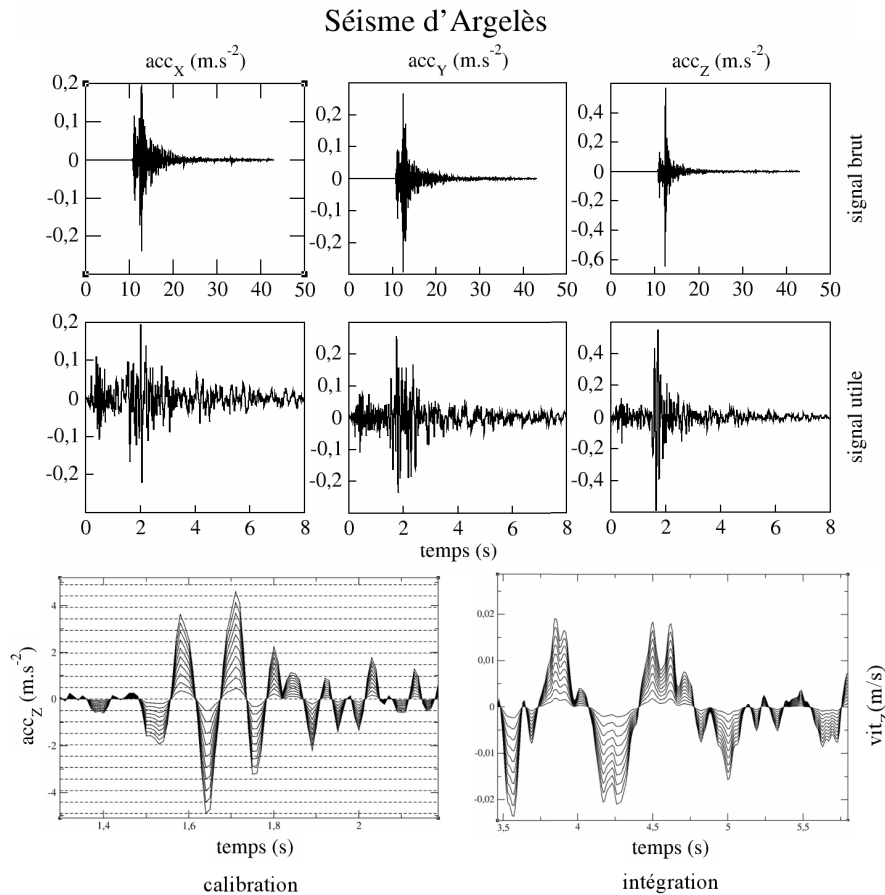 Séisme d'Argelès
acc_X (m.s^-2) acc_Y (m.s^-2) acc_Z (m.s^-2)
0,2
0,1
0
-0,1
-0,2
0 10 20 30 40 50
0,2
0,1
0
-0,1
-0,2
0 10 20 30 40 50
0,4
0,2
0
-0,2
-0,4
-0,6
0 10 20 30 40 50
signal brut
0,2
0,1
0
-0,1
-0,2
0 2 4 6 8
0,2
0,1
0
-0,1
-0,2
0 2 4 6 8
0,4
0,2
0
-0,2
-0,4
0 2 4 6 8
signal utile
temps (s)
acc_Z (m.s^-2)
4
2
0
-2
-4
1,4 1,6 1,8 2
temps (s)
calibration
0,02
0,01
0
-0,01
-0,02
3,5 4 4,5 5 5,5
vit_z (m/s)
temps (s)
intégration